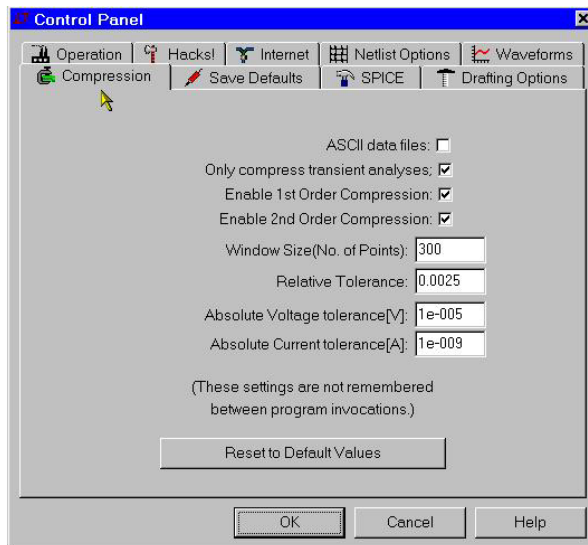 Control Panel
Operation Hacks! Internet Netlist Options Waveforms
Compression Save Defaults SPICE Drafting Options
ASCII data files:
Only compress transient analyses;
Enable 1st Order Compression:
Enable 2nd Order Compression:
Window Size(No. of Points): 300
Relative Tolerance: 0.0025
Absolute Voltage tolerance[V]: 1e-005
Absolute Current tolerance[A]: 1e-009
(These settings are not remembered
between program invocations.)
Reset to Default Values
OK Cancel Help